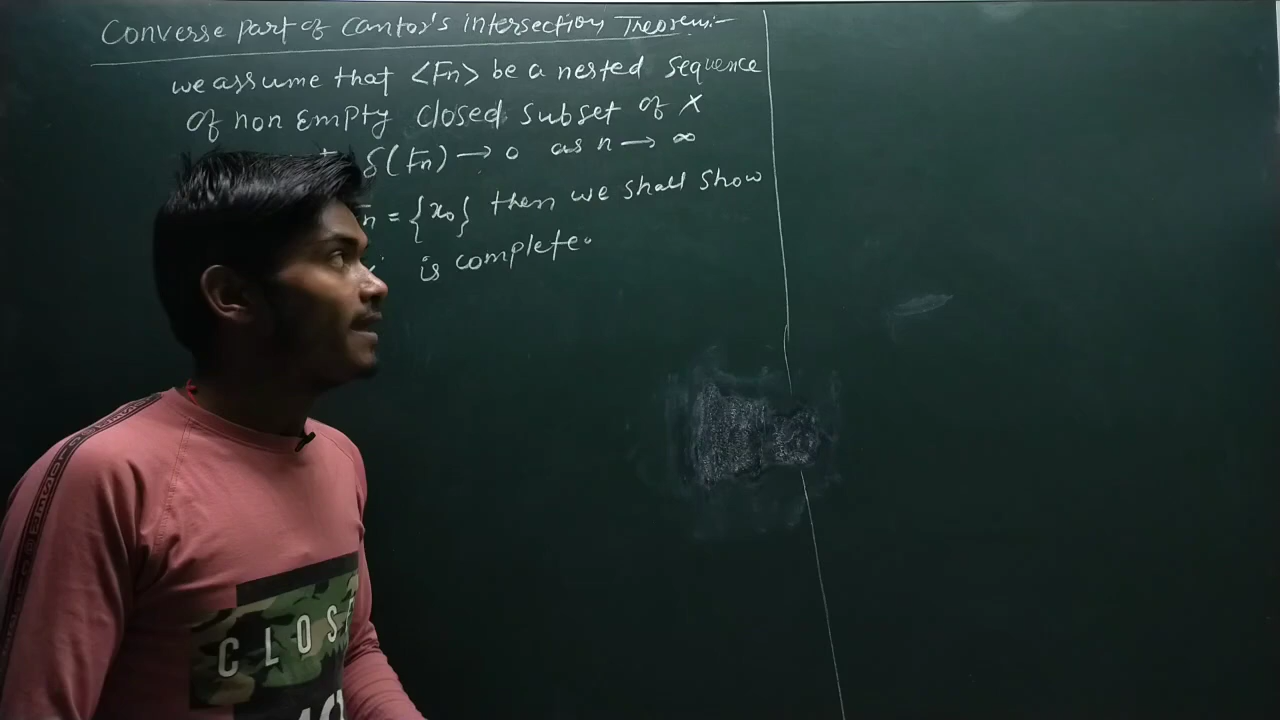 Converse part of Cantor's intersection Theorem:-
we assume that <Fn> be a nested sequence
of non empty closed subset of X
δ(Fn) → 0 as n → ∞
n = {x₀} then we shall show
is complete.
CLOSE